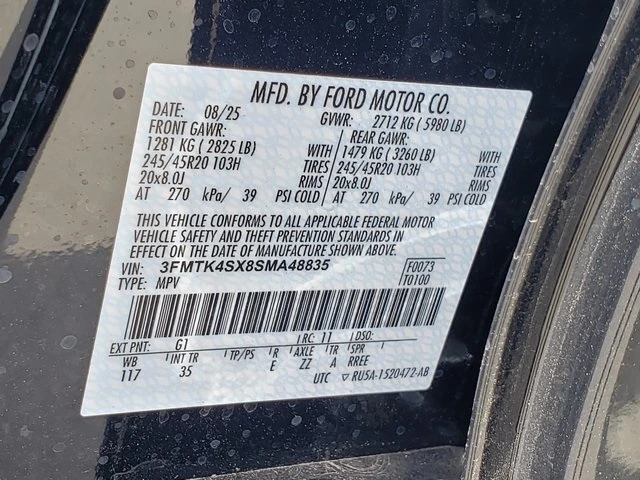 MFD. BY FORD MOTOR CO.
DATE: 08/25 GVWR: 2712 KG ( 5980 LB)
FRONT GAWR: REAR GAWR:
1281 KG ( 2825 LB) WITH 1479 KG ( 3260 LB) WITH
245/45R20 103H TIRES 245/45R20 103H TIRES
20x8.0J RIMS 20x8.0J RIMS
AT 270 kPa/ 39 PSI COLD AT 270 kPa/ 39 PSI COLD
THIS VEHICLE CONFORMS TO ALL APPLICABLE FEDERAL MOTOR
VEHICLE SAFETY AND THEFT PREVENTION STANDARDS IN
EFFECT ON THE DATE OF MANUFACTURE SHOWN ABOVE.
VIN: 3FMTK4SX8SMA48835 F0073
TYPE: MPV T0100
EXT PNT: G1 RC: 11 DSO:
WB INT TR TP/PS R AXLE TR SPR
117 35 E ZZ A RREE
UTC ▽ RU5A-1520472-AB